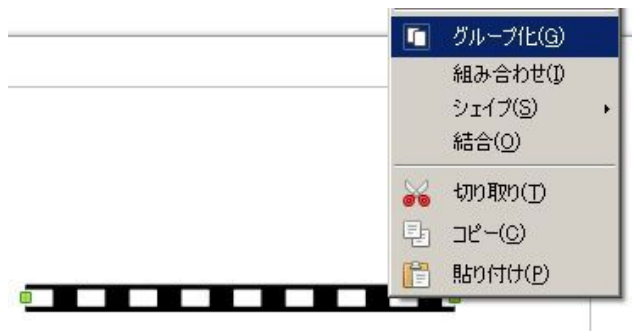 グループ化(G)
組み合わせ(I)
シェイプ(S)
結合(O)
切り取り(T)
コピー(C)
貼り付け(P)